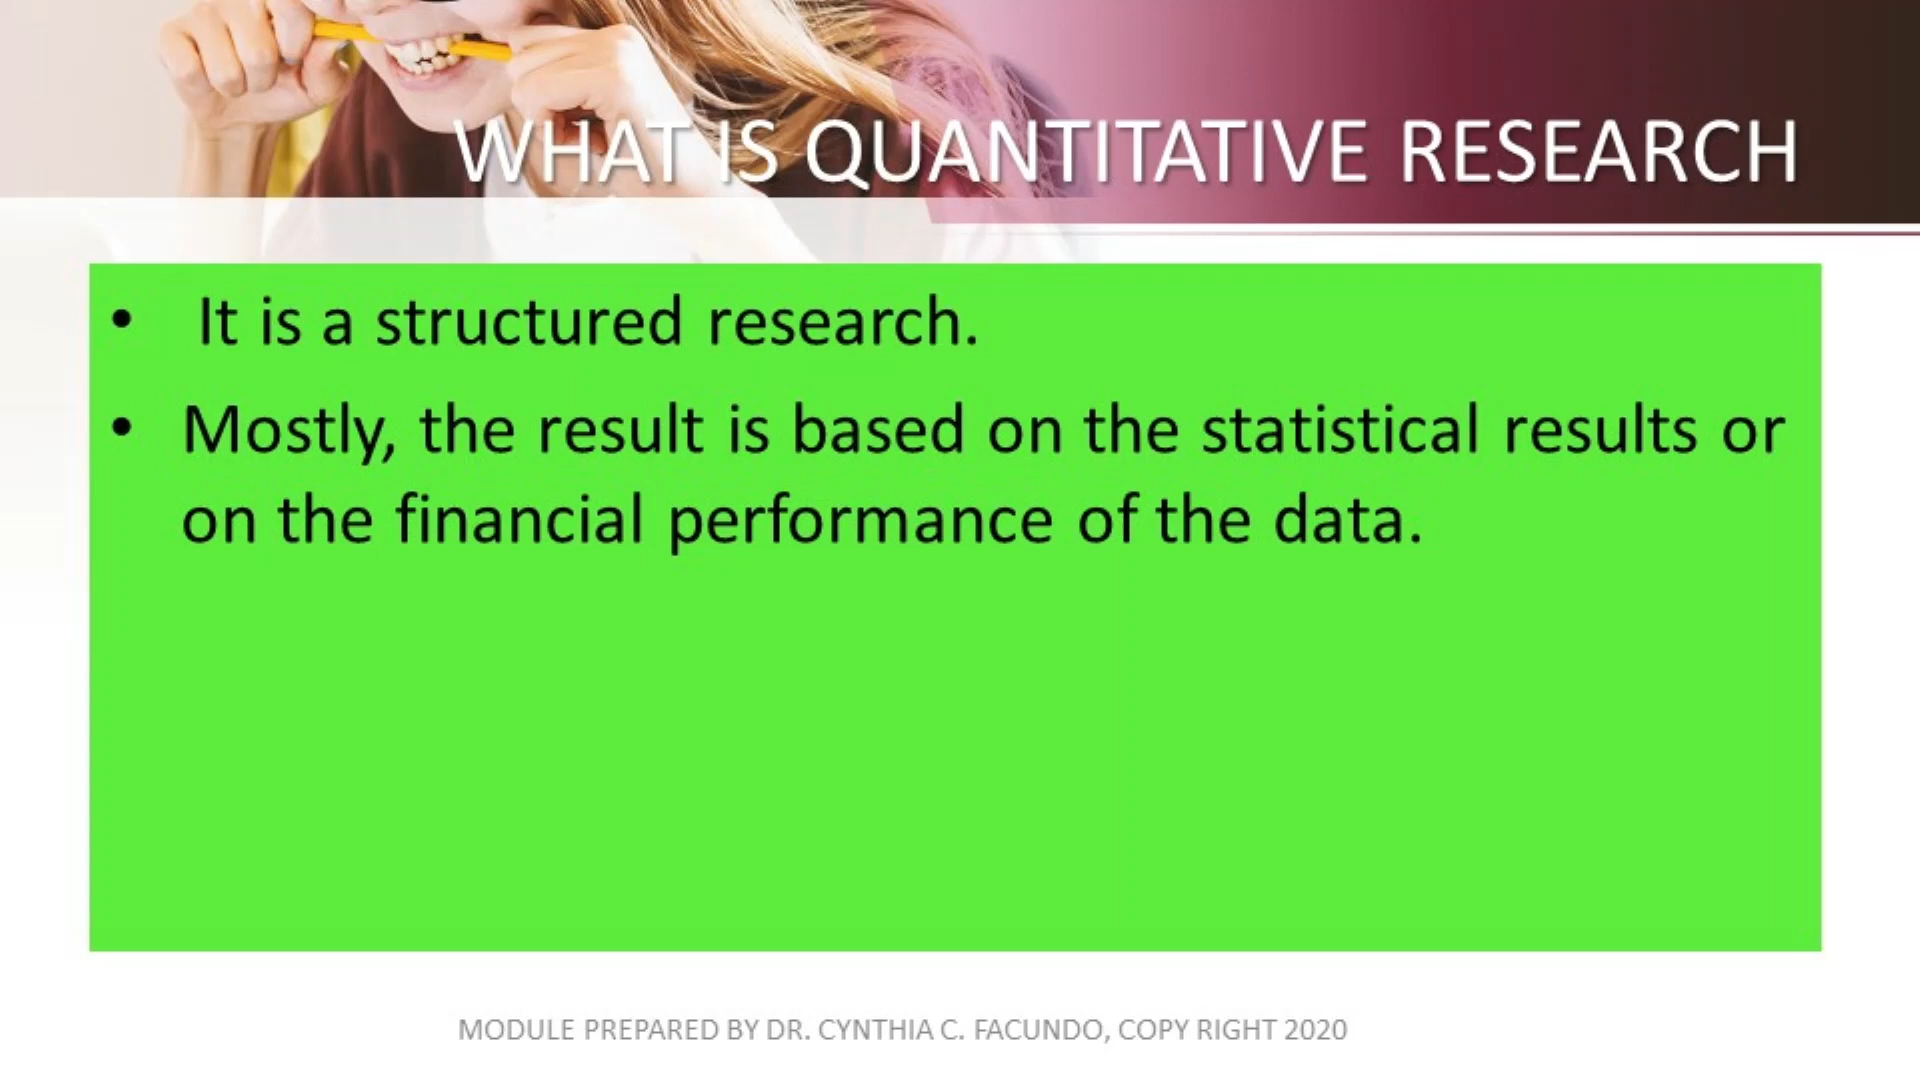 WHAT IS QUANTITATIVE RESEARCH
• It is a structured research.
• Mostly, the result is based on the statistical results or
on the financial performance of the data.
MODULE PREPARED BY DR. CYNTHIA C. FACUNDO, COPY RIGHT 2020